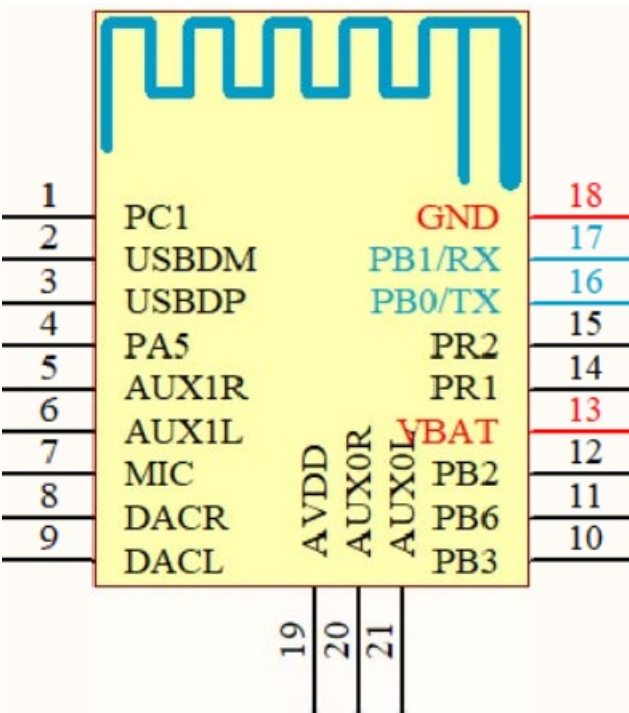 1 PC1 GND 18
2 USBDM PB1/RX 17
3 USBDP PB0/TX 16
4 PA5 PR2 15
5 AUX1R PR1 14
6 AUX1L VBAT 13
7 MIC PB2 12
8 DACR PB6 11
9 DACL PB3 10
AVDD AUX0R AUX0L
19 20 21